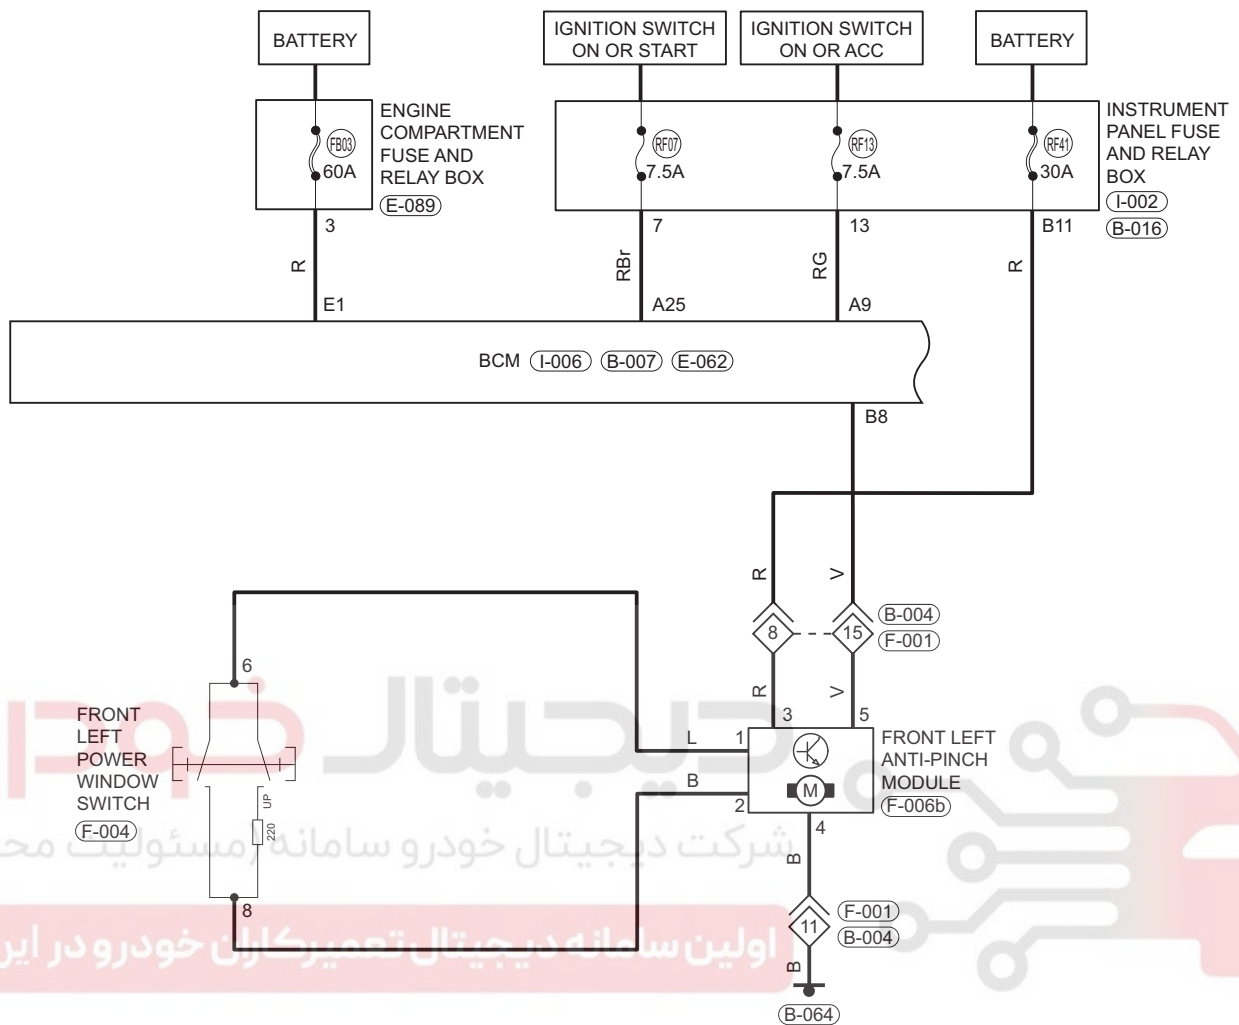 BATTERY
IGNITION SWITCH
ON OR START
IGNITION SWITCH
ON OR ACC
BATTERY
FB03
60A
ENGINE
COMPARTMENT
FUSE AND
RELAY BOX
E-089
RF07
7.5A
RF13
7.5A
RF41
30A
INSTRUMENT
PANEL FUSE
AND RELAY
BOX
I-002
B-016
3
7
13
B11
R
RBr
RG
R
E1
A25
A9
BCM I-006 B-007 E-062
B8
R
V
8
15
B-004
F-001
R
V
6
3
5
FRONT
LEFT
POWER
WINDOW
SWITCH
F-004
UP
220
8
L
1
B
2
M
4
FRONT LEFT
ANTI-PINCH
MODULE
F-006b
B
11
F-001
B-004
B
B-064
دیجیتال خودرو
شرکت دیجیتال خودرو سامانه (مسئولیت
اولین سامانه دیجیتال تعمیرکاران خودرو در